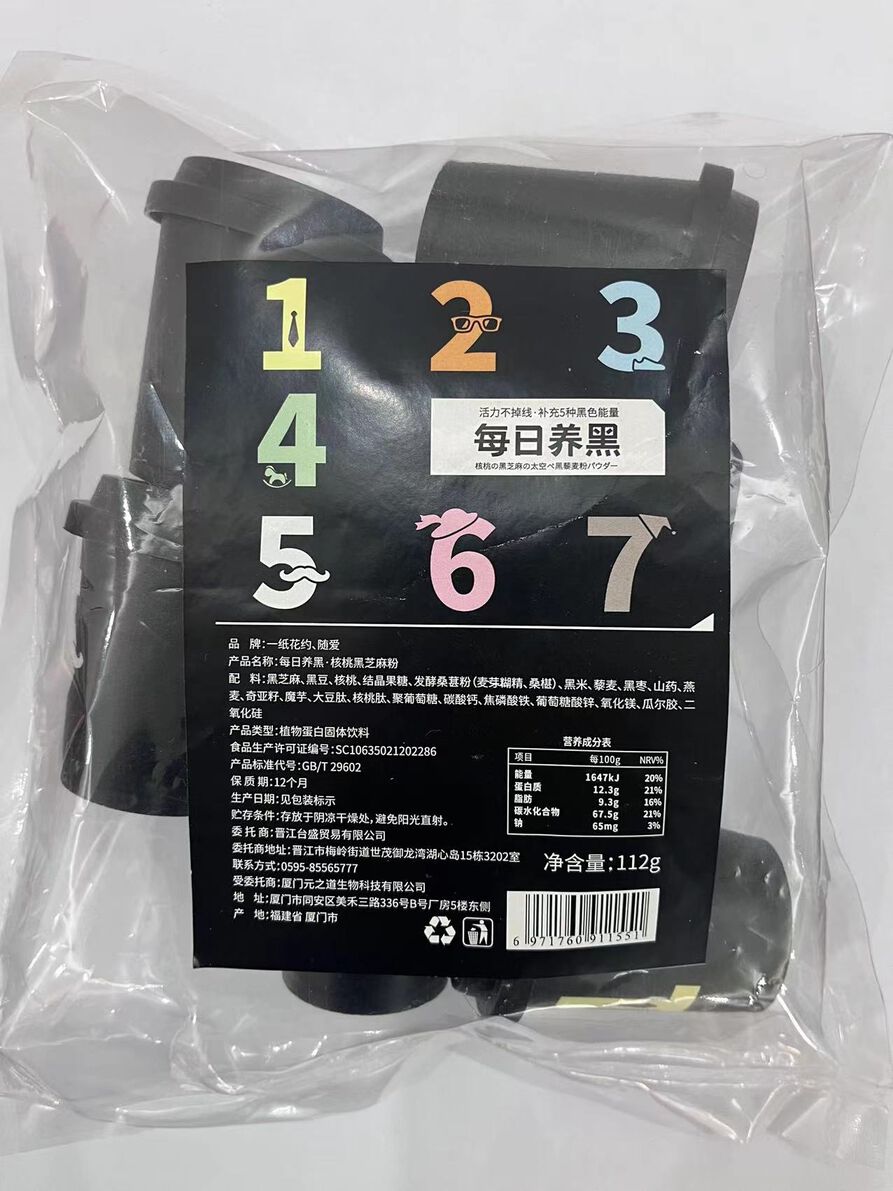 1
2
3
4
活力不掉线·补充5种黑色能量
每日养黑
核桃の黑芝麻の太空ペ黑藜麦粉パウダー
5
6
7
品 牌:一纸花约、随爱
产品名称:每日养黑·核桃黑芝麻粉
配 料:黑芝麻、黑豆、核桃、结晶果糖、发酵桑葚粉(麦芽糊精、桑椹)、黑米、藜麦、黑枣、山药、燕
麦、奇亚籽、魔芋、大豆肽、核桃肽、聚葡萄糖、碳酸钙、焦磷酸铁、葡萄糖酸锌、氧化镁、瓜尔胶、二
氧化硅
产品类型:植物蛋白固体饮料
食品生产许可证编号:SC10635021202286
产品标准代号:GB/T 29602
保 质 期:12个月
生产日期:见包装标示
贮存条件:存放于阴凉干燥处,避免阳光直射。
委 托 商:晋江台盛贸易有限公司
委托商地址:晋江市梅岭街道世茂御龙湾湖心岛15栋3202室
联系方式:0595-85565777
受委托商:厦门元之道生物科技有限公司
地 址:厦门市同安区美禾三路336号B号厂房5楼东侧
产 地:福建省 厦门市
营养成分表
项目 每100g NRV%
能量 1647kJ 20%
蛋白质 12.3g 21%
脂肪 9.3g 16%
碳水化合物 67.5g 21%
钠 65mg 3%
净含量:112g
6 971760 911551